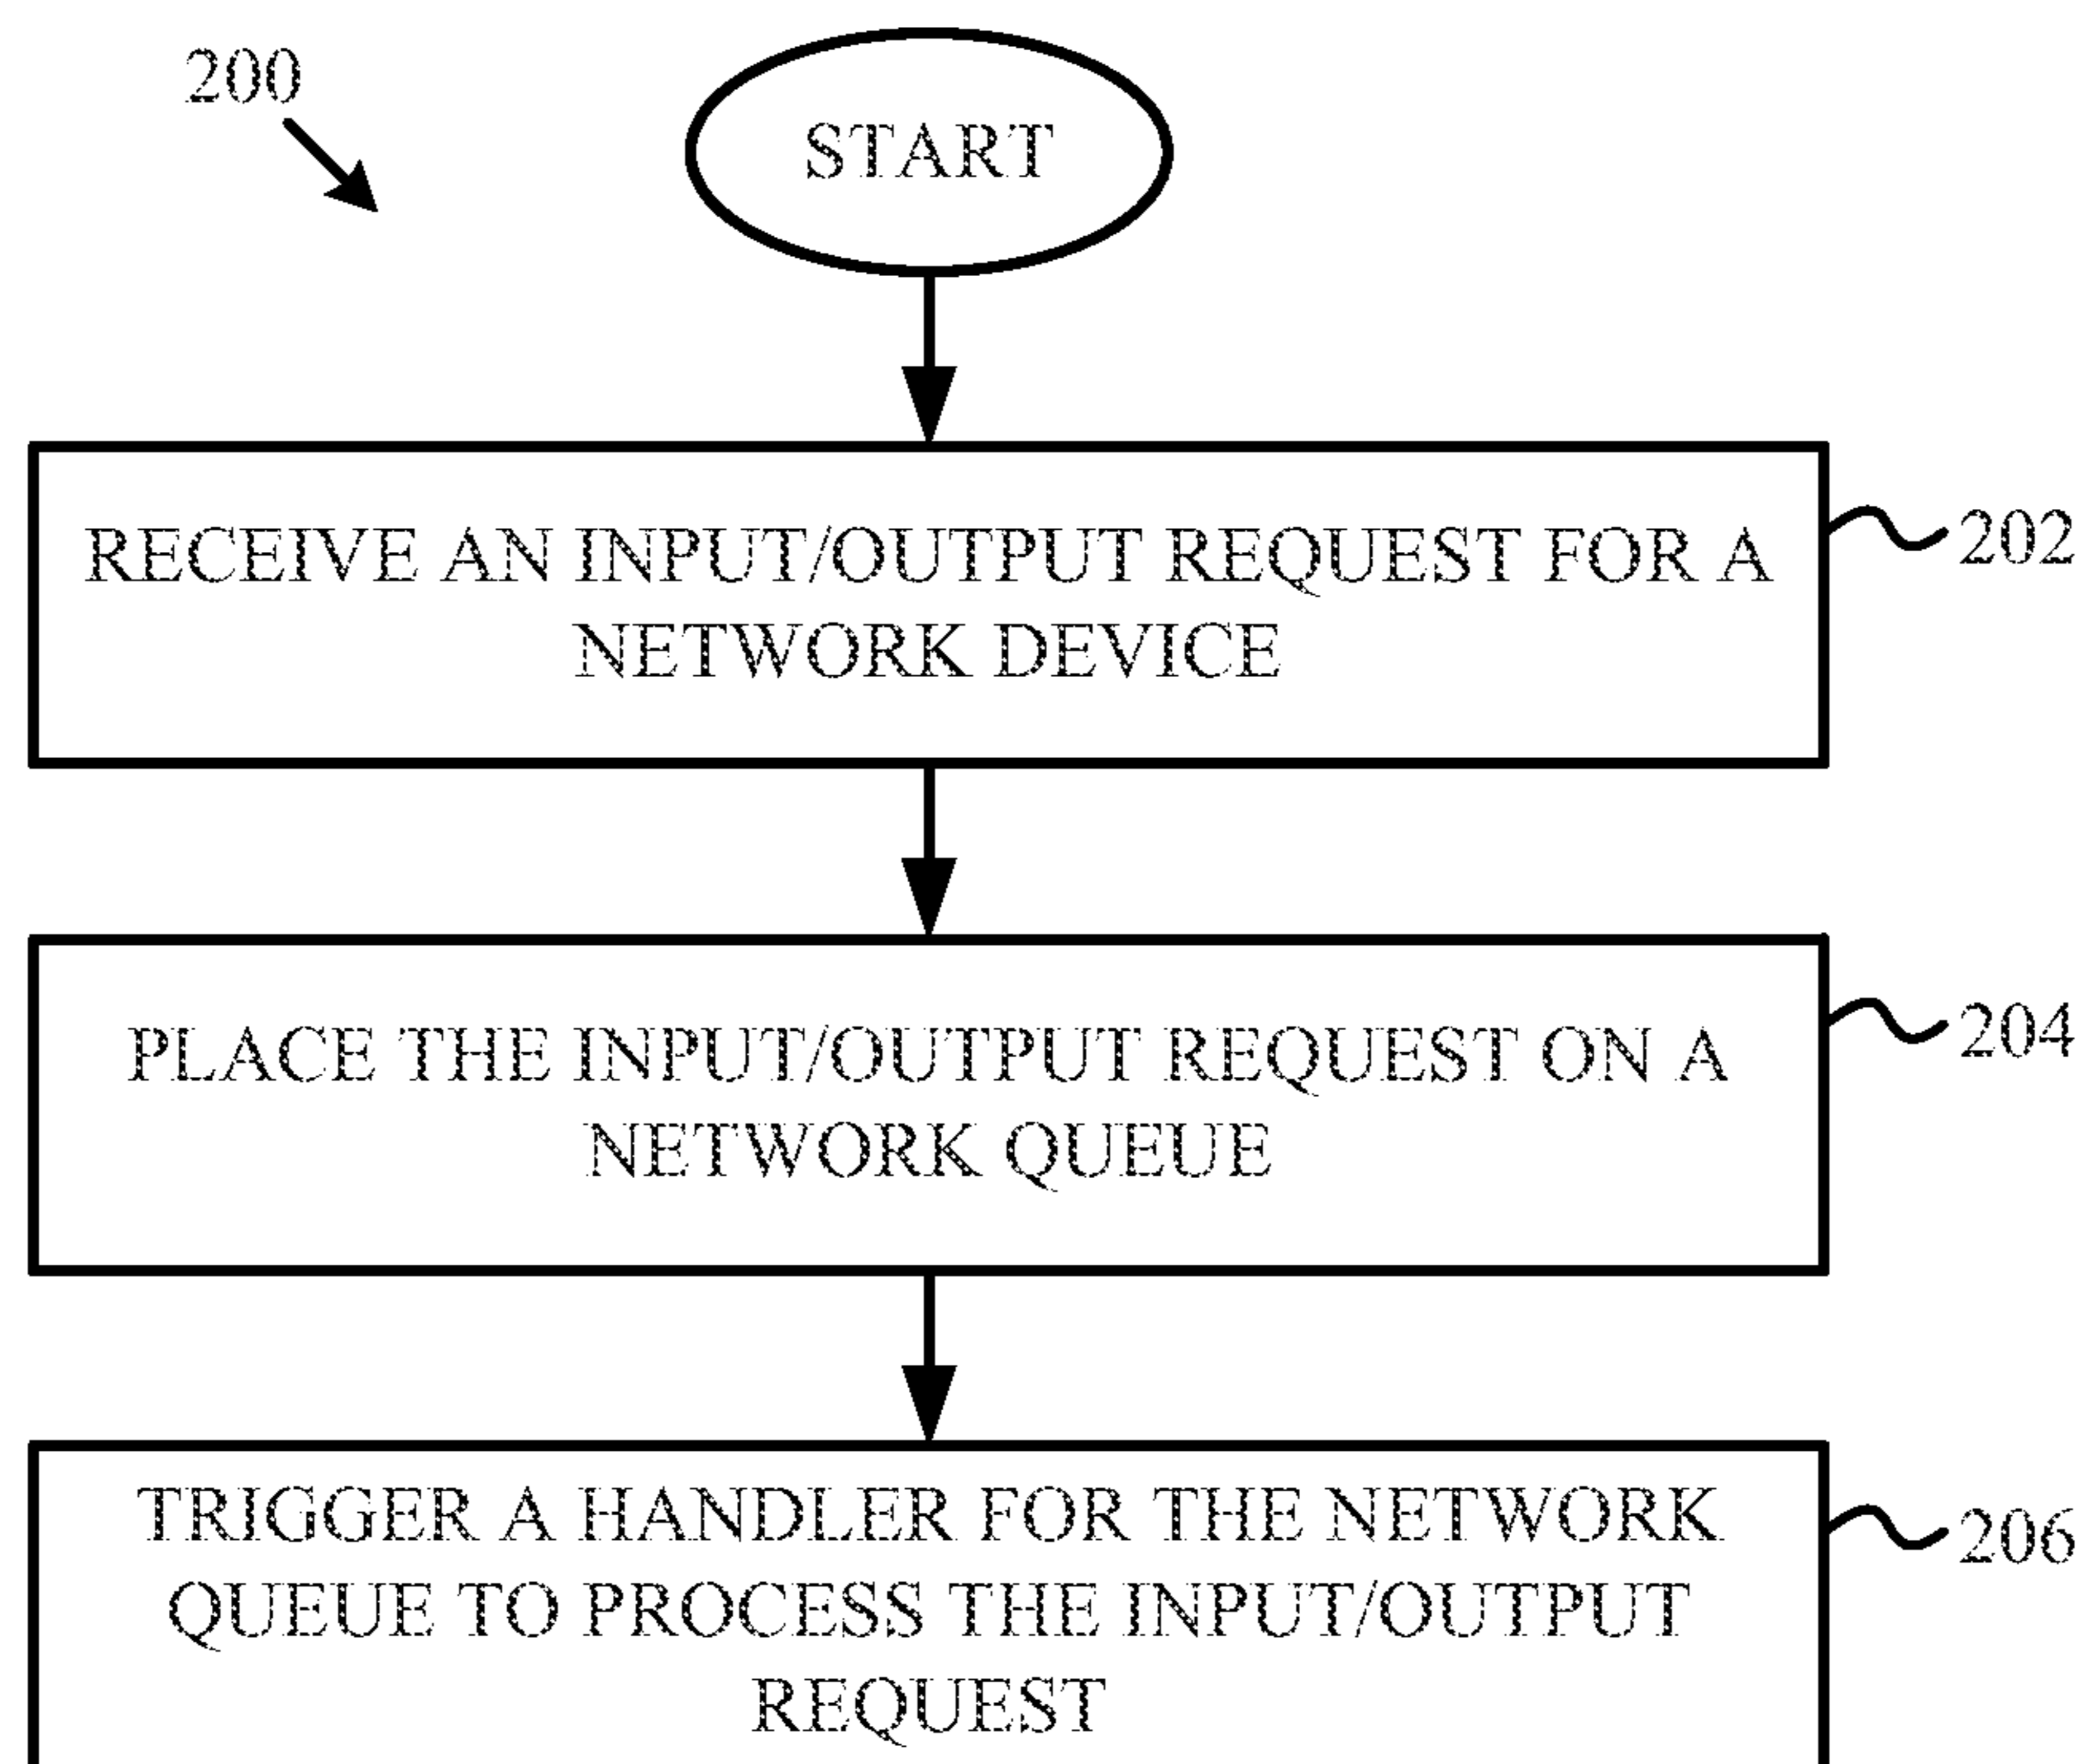 200
START
RECEIVE AN INPUT/OUTPUT REQUEST FOR A
NETWORK DEVICE
202
PLACE THE INPUT/OUTPUT REQUEST ON A
NETWORK QUEUE
204
TRIGGER A HANDLER FOR THE NETWORK
QUEUE TO PROCESS THE INPUT/OUTPUT
REQUEST
206